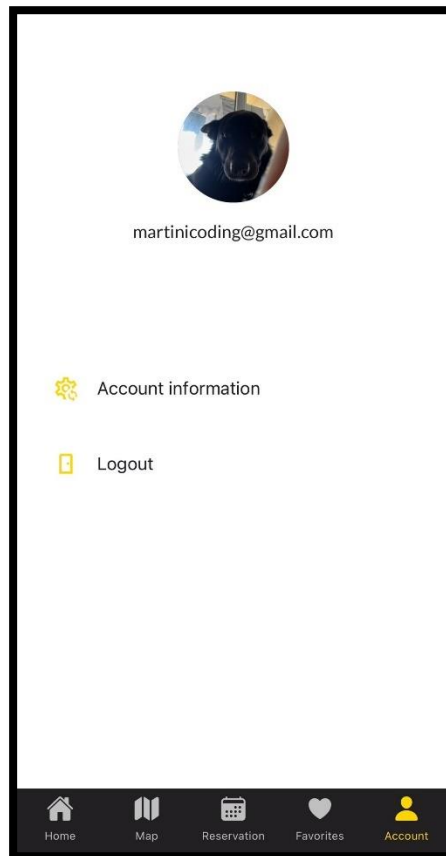 martinicoding@gmail.com
Account information
Logout
Home Map Reservation Favorites Account